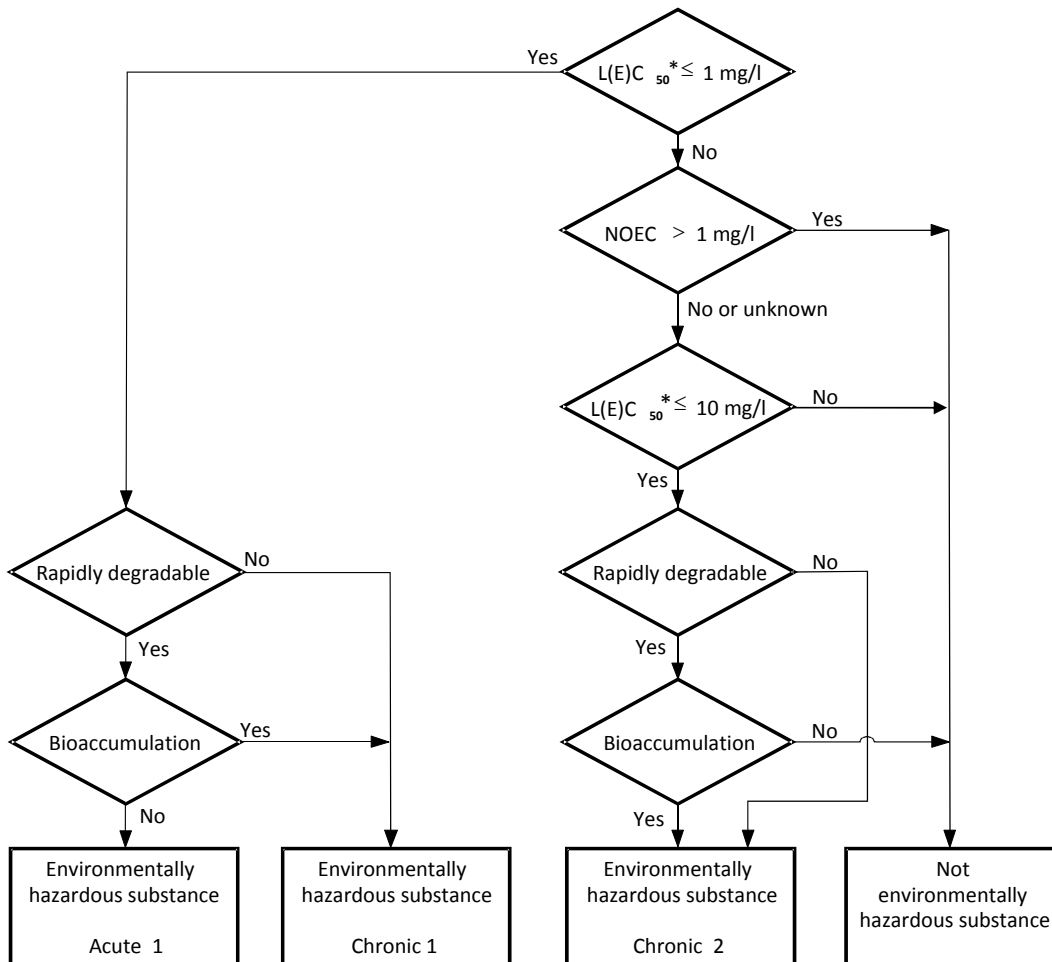 Yes
L(E)C 50* ≤ 1 mg/l
No
NOEC > 1 mg/l
Yes
No or unknown
L(E)C 50* ≤ 10 mg/l
No
Yes
Rapidly degradable
No
Rapidly degradable
No
Yes
Yes
Bioaccumulation
Yes
Bioaccumulation
No
No
Yes
Environmentally
hazardous substance
Acute 1
Environmentally
hazardous substance
Chronic 1
Environmentally
hazardous substance
Chronic 2
Not
environmentally
hazardous substance